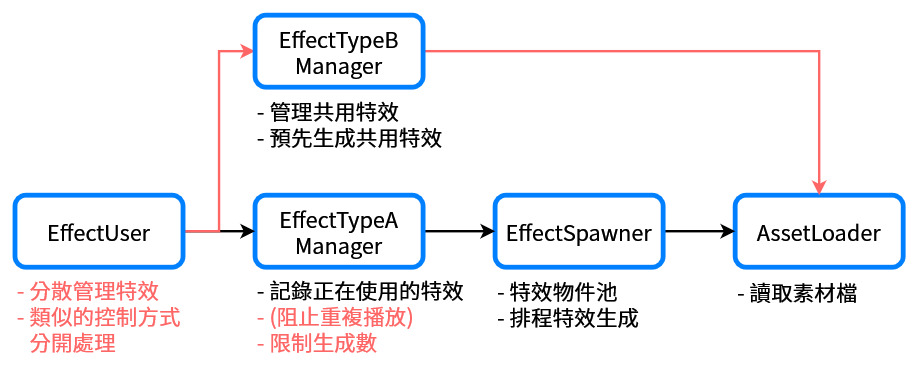 EffectTypeB
Manager
- 管理共用特效
- 預先生成共用特效
EffectUser
- 分散管理特效
- 類似的控制方式
分開處理
EffectTypeA
Manager
- 記錄正在使用的特效
- (阻止重複播放)
- 限制生成數
EffectSpawner
- 特效物件池
- 排程特效生成
AssetLoader
- 讀取素材檔